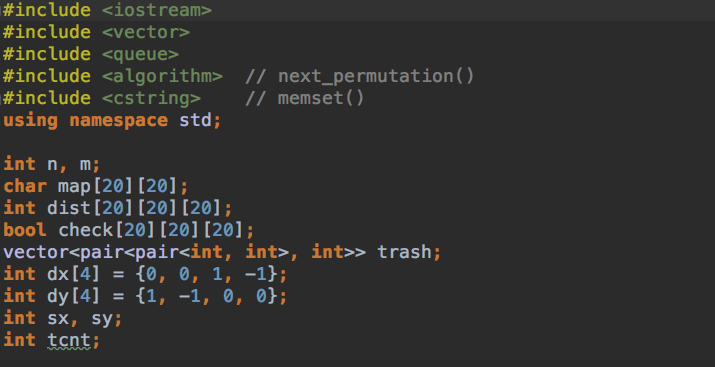 #include <iostream>
#include <vector>
#include <queue>
#include <algorithm>  // next_permutation()
#include <cstring>    // memset()
using namespace std;
int n, m;
char map[20][20];
int dist[20][20][20];
bool check[20][20][20];
vector<pair<pair<int, int>, int>> trash;
int dx[4] = {0, 0, 1, -1};
int dy[4] = {1, -1, 0, 0};
int sx, sy;
int tcnt;